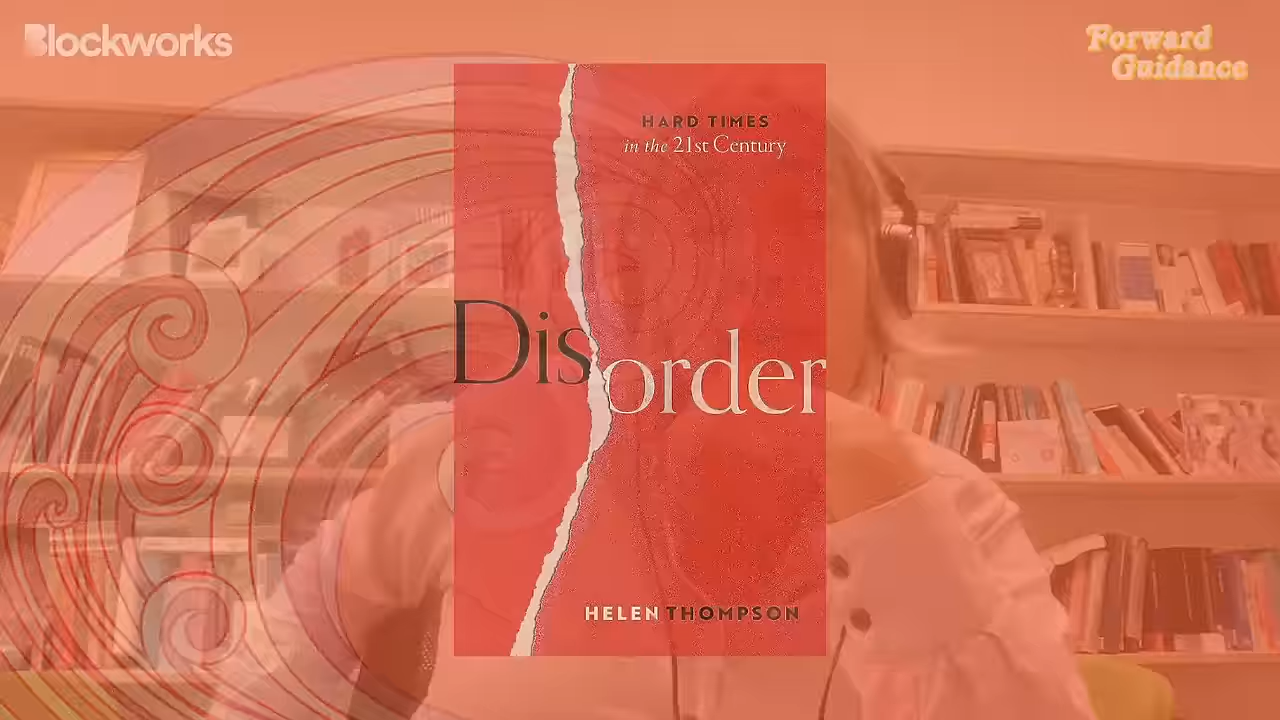 Blockworks
Forward
Guidance
HARD TIMES
in the 21st Century
Disorder
HELEN THOMPSON